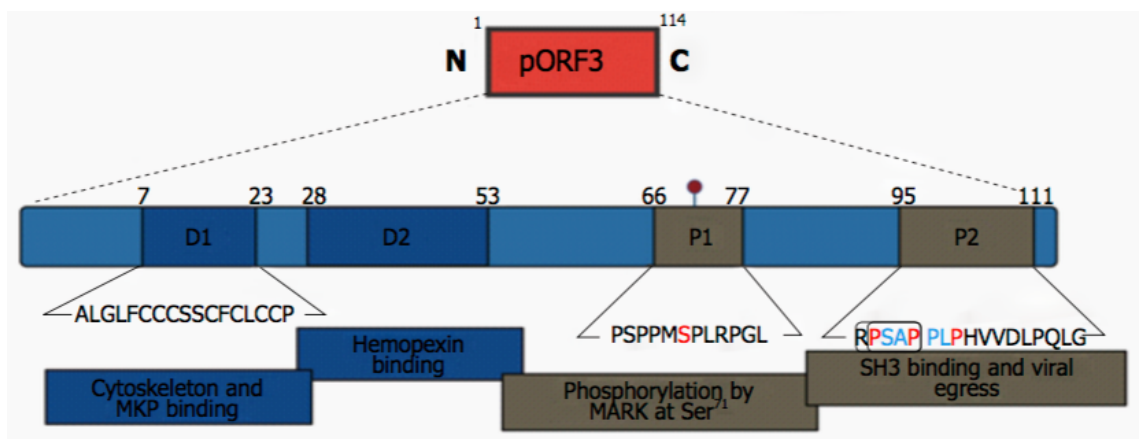 1 114
N pORF3 C
7 23 28 53 66 77 95 111
D1 D2 P1 P2
ALGLFCCCSSCFCLCCP
PSPPMSPLRPGL
RPSAP PLPHVVDLPQLG
Hemopexin
binding
Cytoskeleton and
MKP binding
Phosphorylation by
MARK at Ser71
SH3 binding and viral
egress